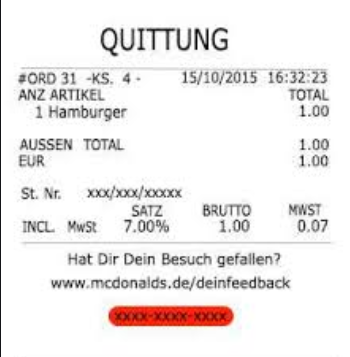 QUITTUNG
#ORD 31 -KS. 4 - 15/10/2015 16:32:23
ANZ ARTIKEL TOTAL
1 Hamburger 1.00
AUSSEN TOTAL 1.00
EUR 1.00
St. Nr. xxx/xxx/xxxxx
SATZ BRUTTO MWST
INCL. MwSt 7.00% 1.00 0.07
Hat Dir Dein Besuch gefallen?
www.mcdonalds.de/deinfeedback
xxxx-xxxx-xxxx